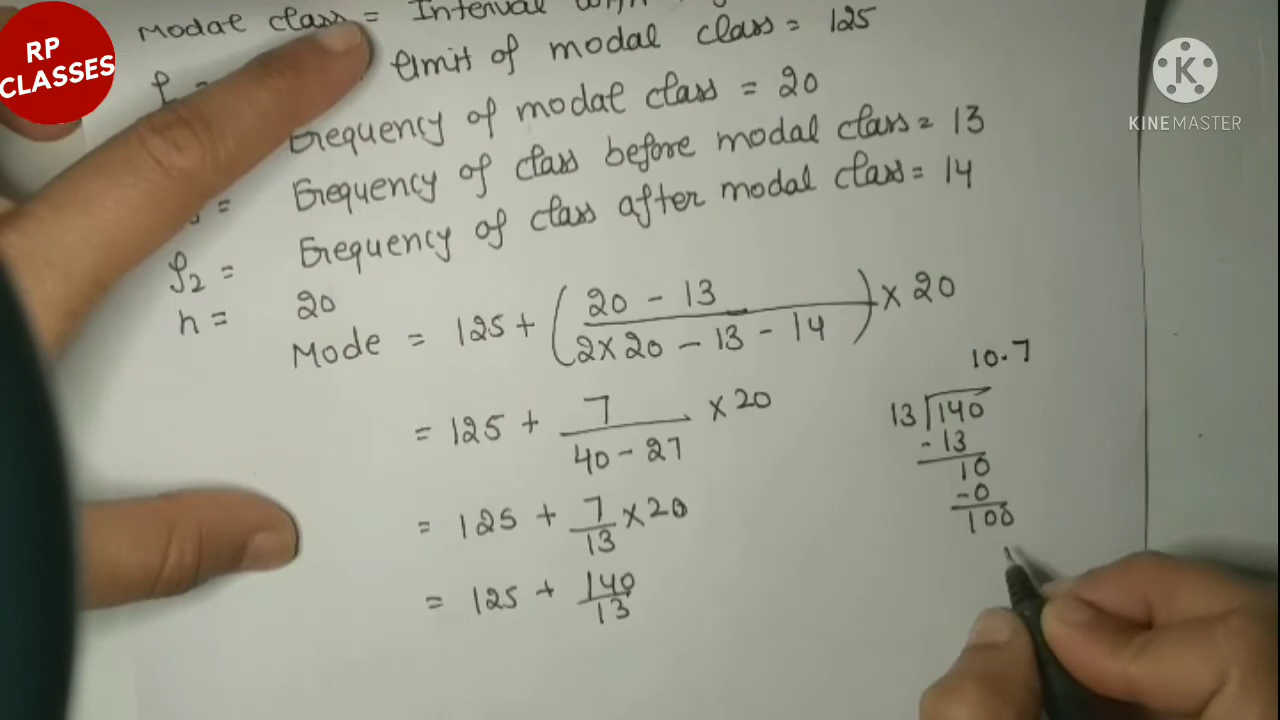 RP
CLASSES
K
KINEMASTER
Modal class = Interval
limit of modal class = 125
Frequency of modal class = 20
Frequency of class before modal class = 13
Frequency of class after modal class = 14
f₂ =
h = 20
Mode = 125 + (20 - 13 / 2×20 - 13 - 14) × 20
= 125 + 7 / 40 - 27 × 20
= 125 + 7/13 × 20
= 125 + 140/13
10.7
13 140
- 13
10
- 0
100